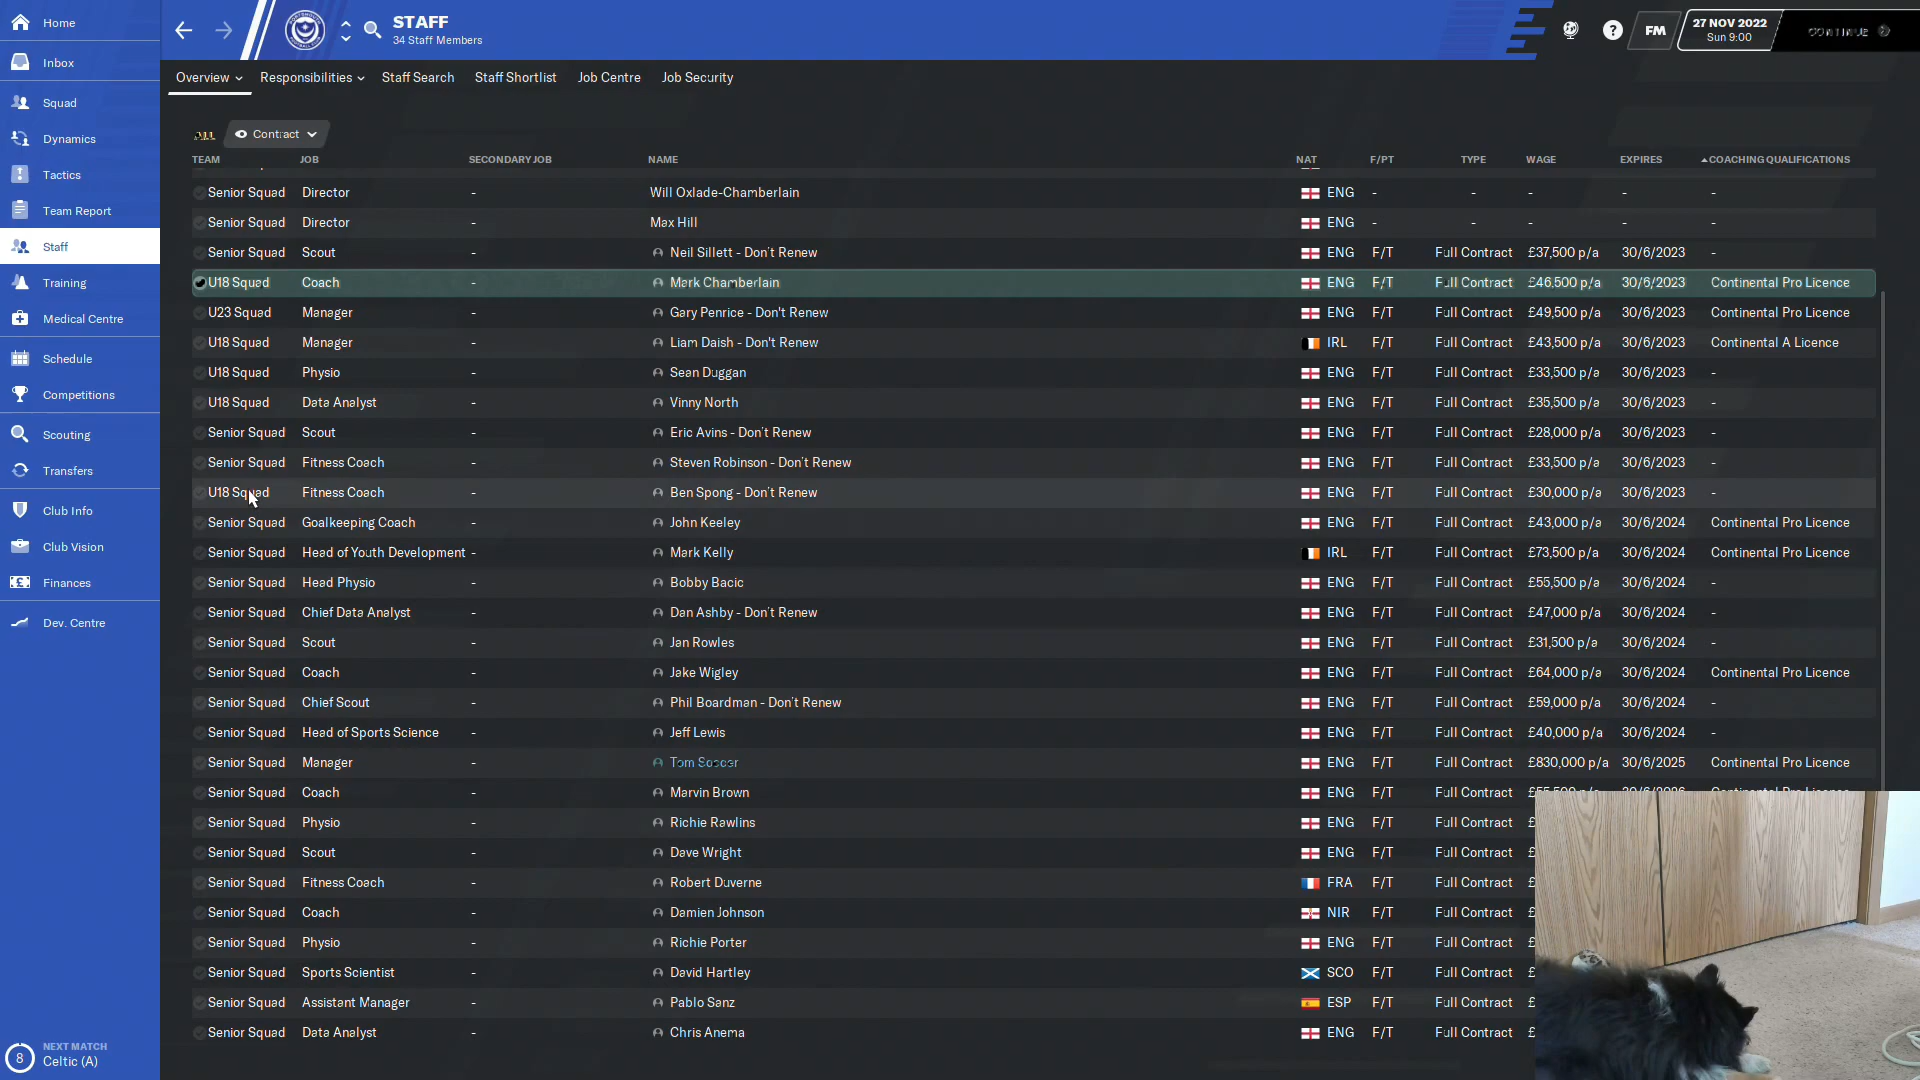 Home
Inbox
Squad
Dynamics
Tactics
Team Report
Staff
Training
Medical Centre
Schedule
Competitions
Scouting
Transfers
Club Info
Club Vision
Finances
Dev. Centre
8 NEXT MATCH
Celtic (A)
STAFF
34 Staff Members
? FM 27 NOV 2022
Sun 9:00 CONTINUE
Overview Responsibilities Staff Search Staff Shortlist Job Centre Job Security
Contract
TEAM JOB SECONDARY JOB NAME NAT F/PT TYPE WAGE EXPIRES COACHING QUALIFICATIONS
Senior Squad Director - Will Oxlade-Chamberlain ENG - - - - -
Senior Squad Director - Max Hill ENG - - - - -
Senior Squad Scout - Neil Sillett - Don't Renew ENG F/T Full Contract £37,500 p/a 30/6/2023 -
U18 Squad Coach - Mark Chamberlain ENG F/T Full Contract £46,500 p/a 30/6/2023 Continental Pro Licence
U23 Squad Manager - Gary Penrice - Don't Renew ENG F/T Full Contract £49,500 p/a 30/6/2023 Continental Pro Licence
U18 Squad Manager - Liam Daish - Don't Renew IRL F/T Full Contract £43,500 p/a 30/6/2023 Continental A Licence
U18 Squad Physio - Sean Duggan ENG F/T Full Contract £33,500 p/a 30/6/2023 -
U18 Squad Data Analyst - Vinny North ENG F/T Full Contract £35,500 p/a 30/6/2023 -
Senior Squad Scout - Eric Avins - Don't Renew ENG F/T Full Contract £28,000 p/a 30/6/2023 -
Senior Squad Fitness Coach - Steven Robinson - Don't Renew ENG F/T Full Contract £33,500 p/a 30/6/2023 -
U18 Squad Fitness Coach - Ben Spong - Don't Renew ENG F/T Full Contract £30,000 p/a 30/6/2023 -
Senior Squad Goalkeeping Coach - John Keeley ENG F/T Full Contract £43,000 p/a 30/6/2024 Continental Pro Licence
Senior Squad Head of Youth Development - Mark Kelly IRL F/T Full Contract £73,500 p/a 30/6/2024 Continental Pro Licence
Senior Squad Head Physio - Bobby Bacic ENG F/T Full Contract £55,500 p/a 30/6/2024 -
Senior Squad Chief Data Analyst - Dan Ashby - Don't Renew ENG F/T Full Contract £47,000 p/a 30/6/2024 -
Senior Squad Scout - Jan Rowles ENG F/T Full Contract £31,500 p/a 30/6/2024 -
Senior Squad Coach - Jake Wigley ENG F/T Full Contract £64,000 p/a 30/6/2024 Continental Pro Licence
Senior Squad Chief Scout - Phil Boardman - Don't Renew ENG F/T Full Contract £59,000 p/a 30/6/2024 -
Senior Squad Head of Sports Science - Jeff Lewis ENG F/T Full Contract £40,000 p/a 30/6/2024 -
Senior Squad Manager - Tom Soccer ENG F/T Full Contract £830,000 p/a 30/6/2025 Continental Pro Licence
Senior Squad Coach - Marvin Brown ENG F/T Full Contract
Senior Squad Physio - Richie Rawlins ENG F/T Full Contract £
Senior Squad Scout - Dave Wright ENG F/T Full Contract £
Senior Squad Fitness Coach - Robert Duverne FRA F/T Full Contract £
Senior Squad Coach - Damien Johnson NIR F/T Full Contract £
Senior Squad Physio - Richie Porter ENG F/T Full Contract £
Senior Squad Sports Scientist - David Hartley SCO F/T Full Contract £
Senior Squad Assistant Manager - Pablo Sanz ESP F/T Full Contract £
Senior Squad Data Analyst - Chris Anema ENG F/T Full Contract £